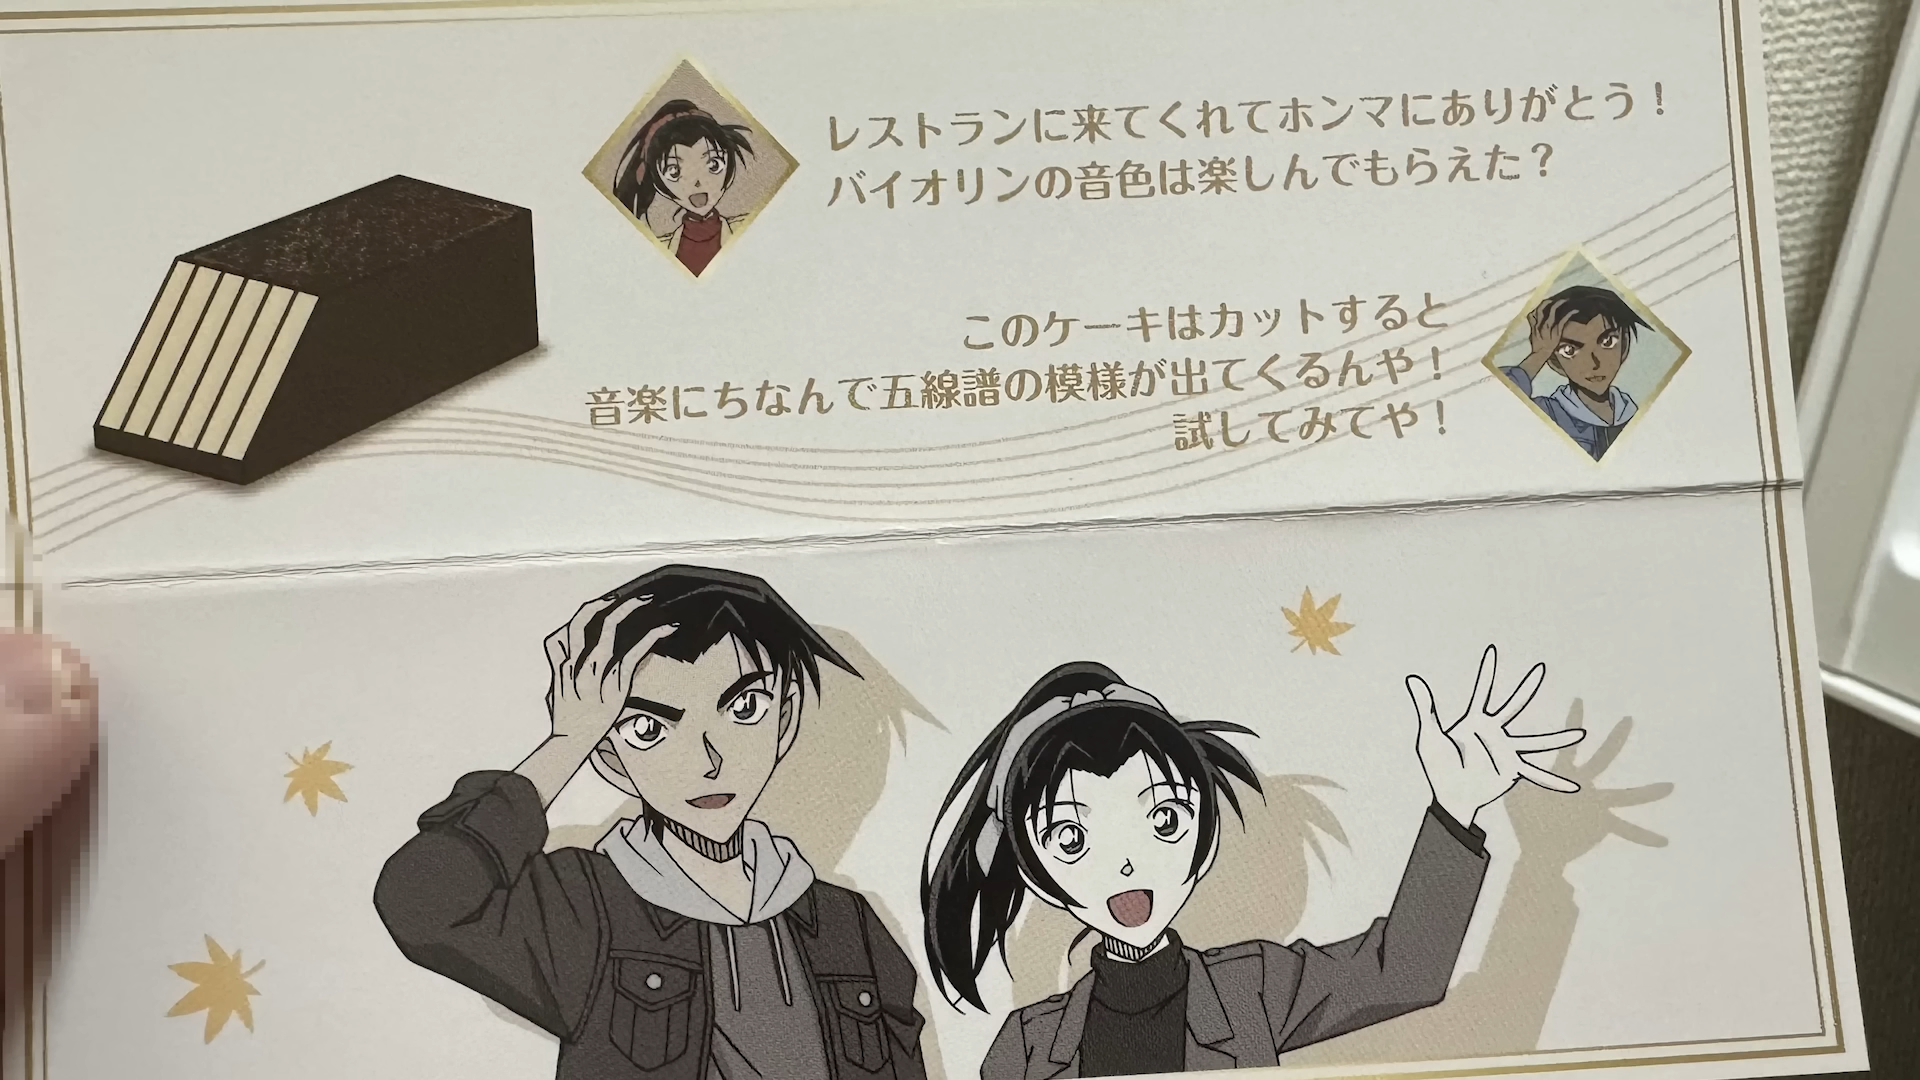 レストランに来てくれてホンマにありがとう！
バイオリンの音色は楽しんでもらえた？
このケーキはカットすると
音楽にちなんで五線譜の模様が出てくるんや！
試してみてや！